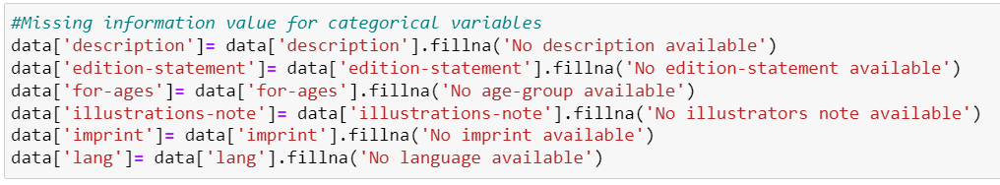 #Missing information value for categorical variables
data['description']= data['description'].fillna('No description available')
data['edition-statement']= data['edition-statement'].fillna('No edition-statement available')
data['for-ages']= data['for-ages'].fillna('No age-group available')
data['illustrations-note']= data['illustrations-note'].fillna('No illustrators note available')
data['imprint']= data['imprint'].fillna('No imprint available')
data['lang']= data['lang'].fillna('No language available')